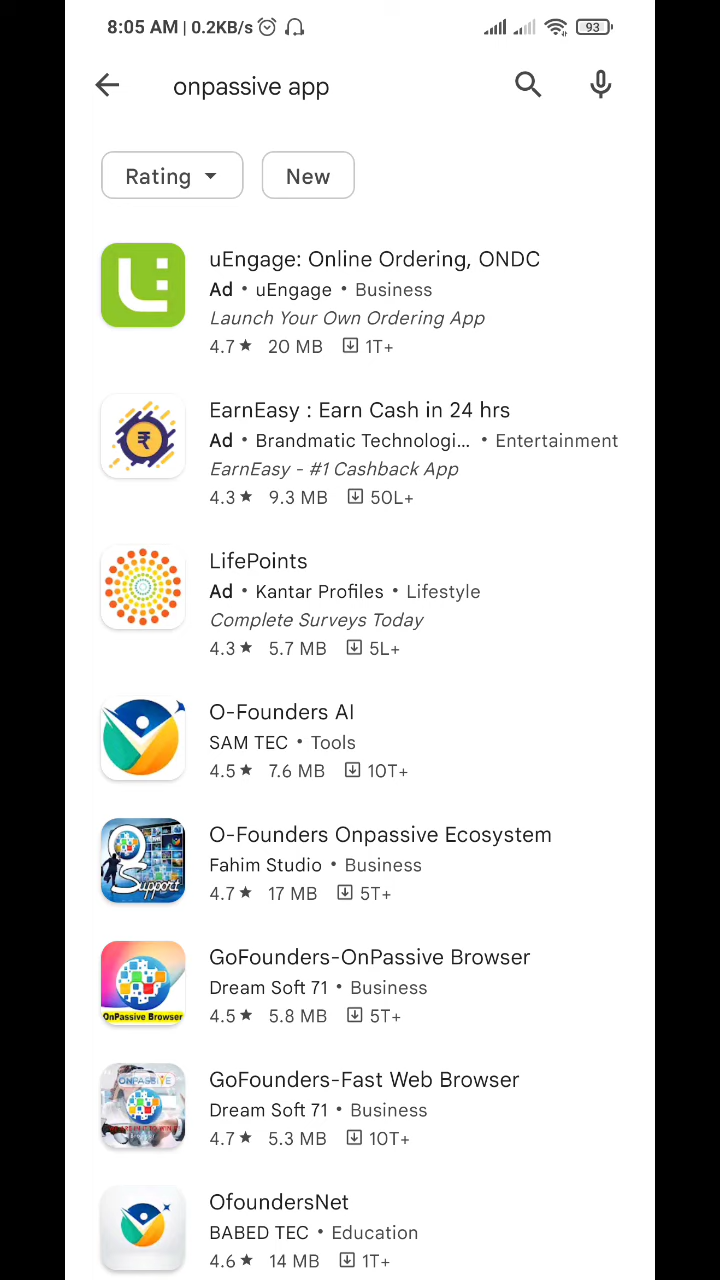 8:05 AM | 0.2KB/s
93
onpassive app
Rating
New
uEngage: Online Ordering, ONDC
Ad • uEngage • Business
Launch Your Own Ordering App
4.7★ 20 MB 1T+
EarnEasy : Earn Cash in 24 hrs
Ad • Brandmatic Technologi... • Entertainment
EarnEasy - #1 Cashback App
4.3★ 9.3 MB 50L+
LifePoints
Ad • Kantar Profiles • Lifestyle
Complete Surveys Today
4.3★ 5.7 MB 5L+
O-Founders AI
SAM TEC • Tools
4.5★ 7.6 MB 10T+
Support
O-Founders Onpassive Ecosystem
Fahim Studio • Business
4.7★ 17 MB 5T+
OnPassive Browser
GoFounders-OnPassive Browser
Dream Soft 71 • Business
4.5★ 5.8 MB 5T+
ONPASSIVE
GoFounders-Fast Web Browser
Dream Soft 71 • Business
4.7★ 5.3 MB 10T+
OfoundersNet
BABED TEC • Education
4.6★ 14 MB 1T+